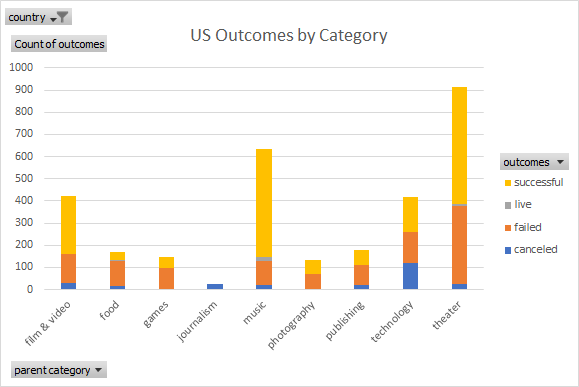 country
US Outcomes by Category
Count of outcomes
1000
900
800
700
600
500
400
300
200
100
0
film & video
food
games
journalism
music
photography
publishing
technology
theater
outcomes
successful
live
failed
canceled
parent category